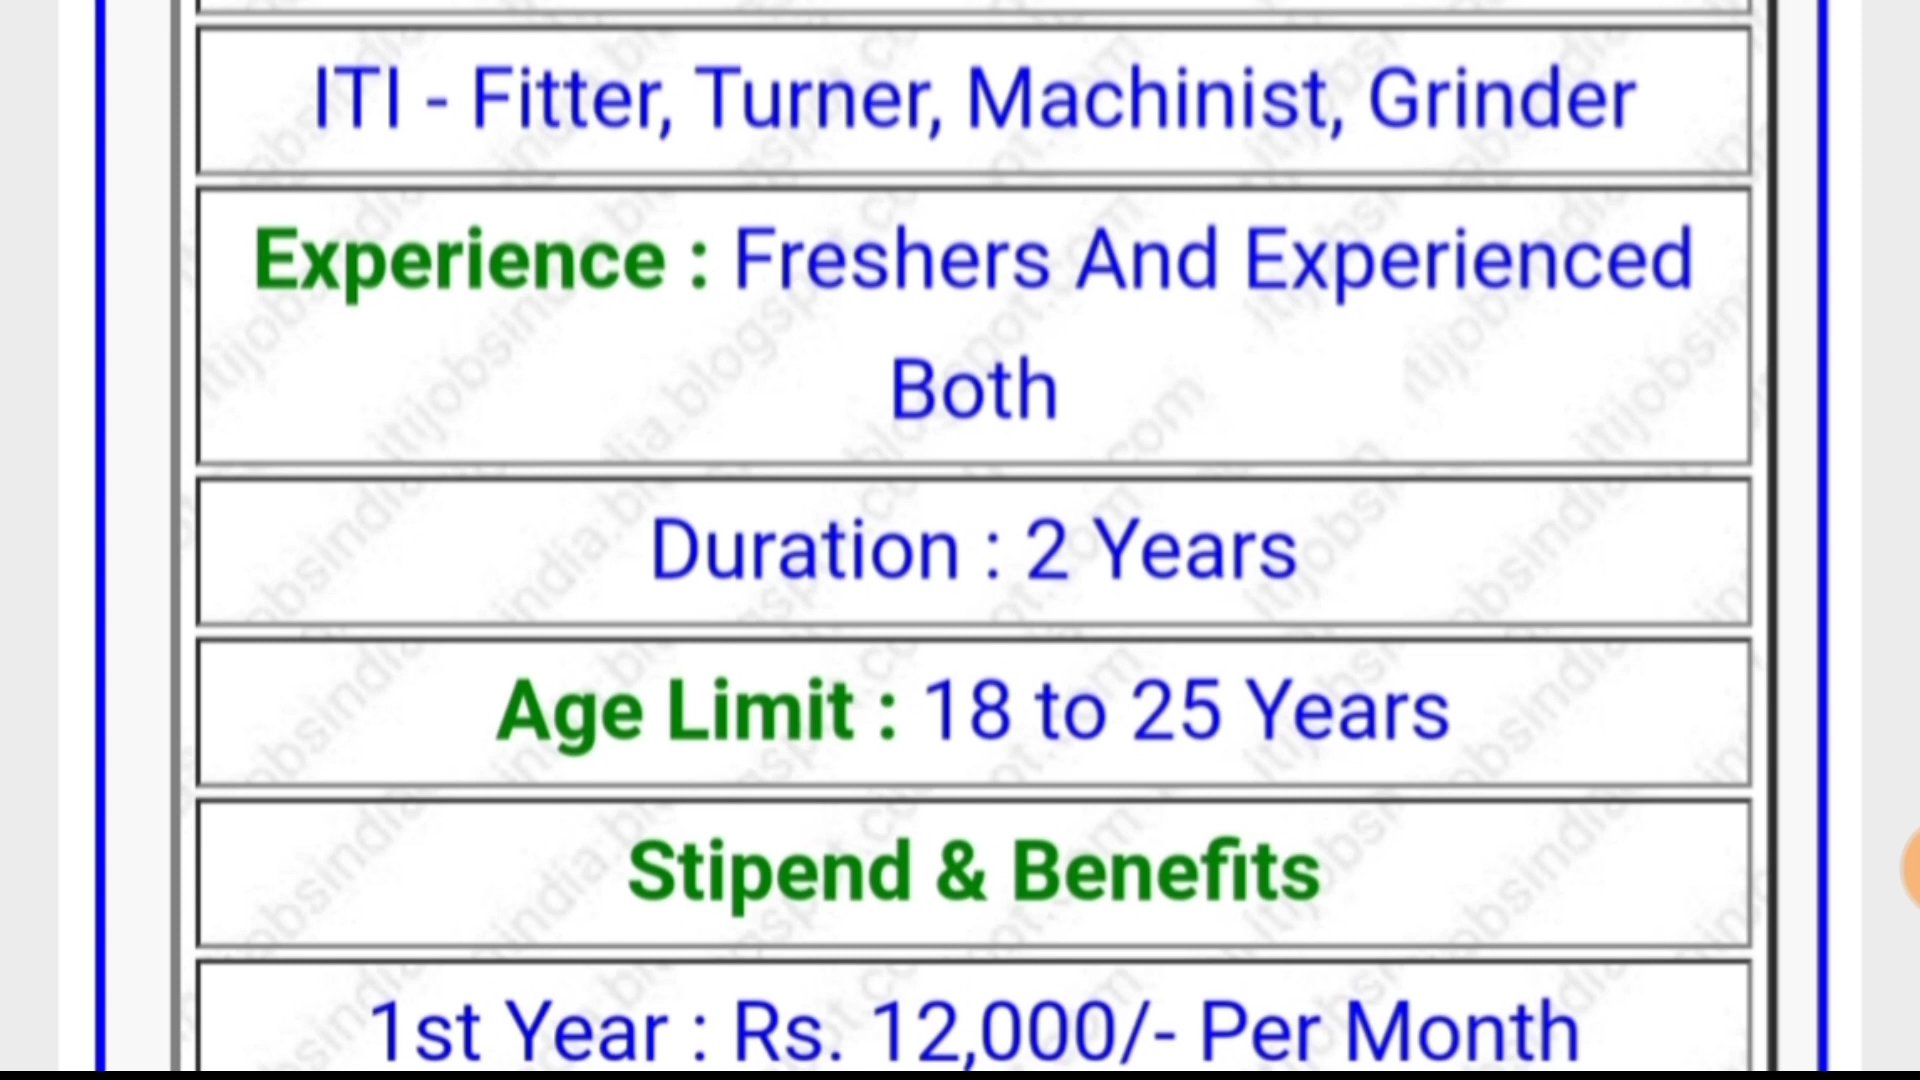 ITI - Fitter, Turner, Machinist, Grinder
Experience : Freshers And Experienced
Both
Duration : 2 Years
Age Limit : 18 to 25 Years
Stipend & Benefits
1st Year : Rs. 12,000/- Per Month